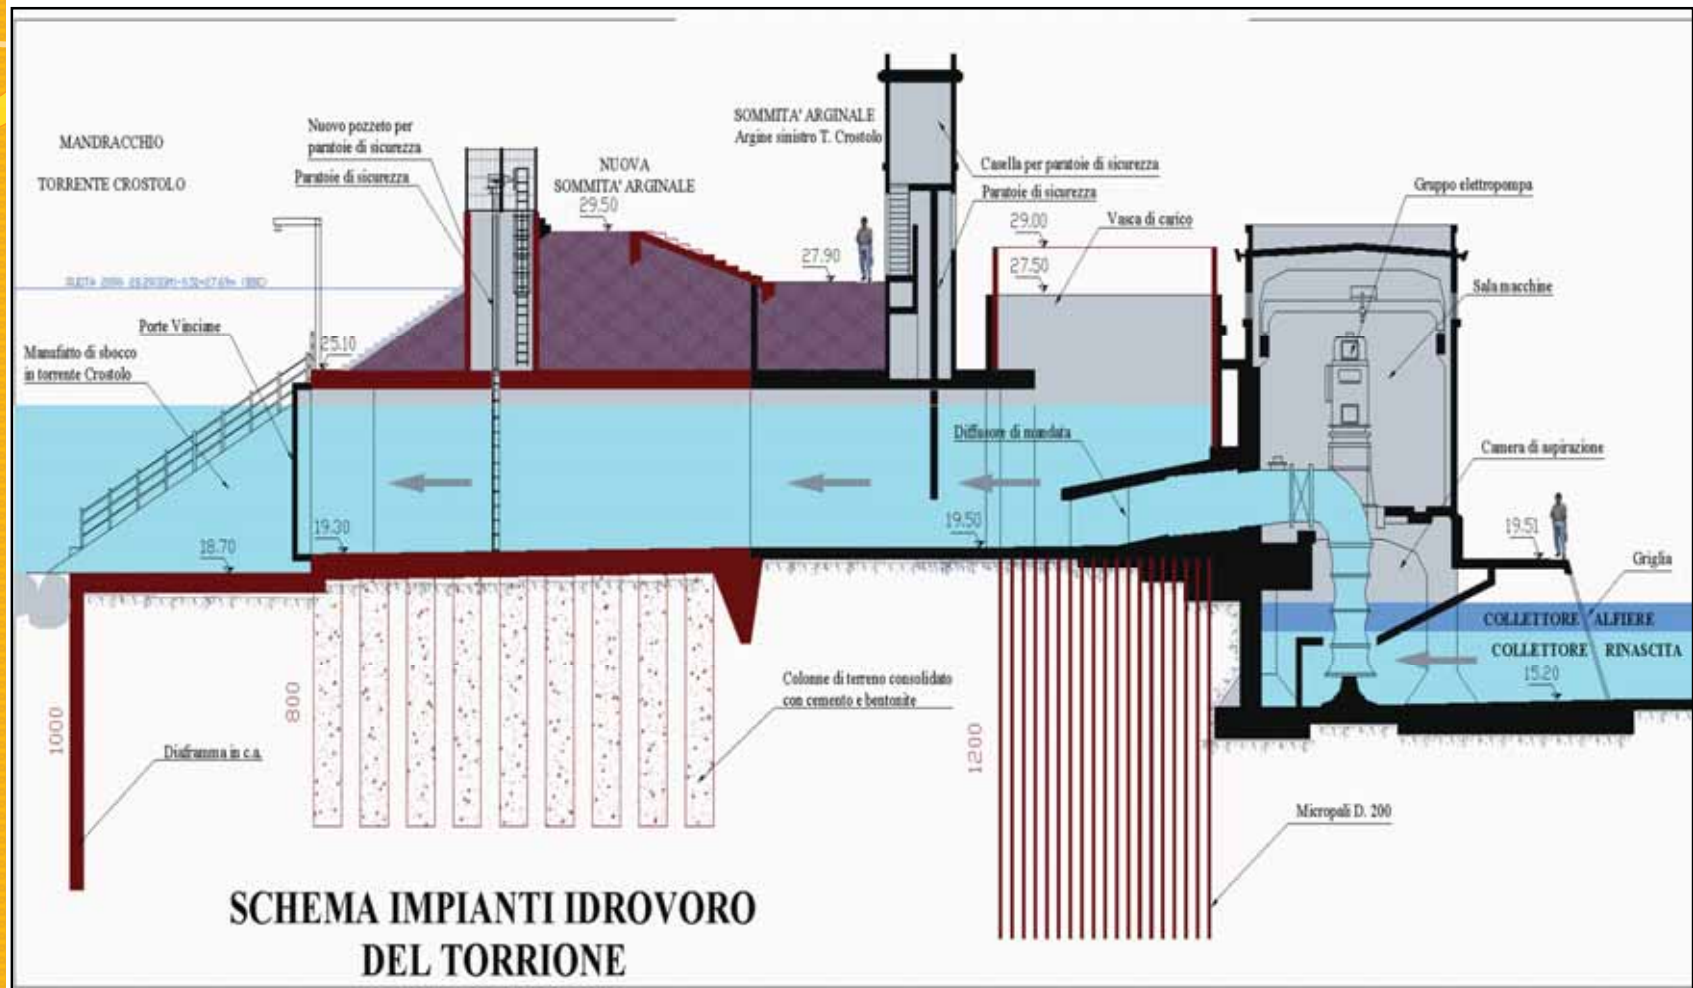 MANDRACCHIO
TORRENTE CROSTOLO
Nuovo pozzeto per
paratoie di sicurezza
Paratoie di sicurezza
NUOVA
SOMMITA' ARGINALE
29.50
SOMMITA' ARGINALE
Argine sinistro T. Crostolo
27.90
Casella per paratoie di sicurezza
Paratoie di sicurezza
29.00
Vasca di carico
27.50
Gruppo elettropompa
Sala macchine
Porte Vinciane
Manufatto di sbocco
in torrente Crostolo
25.10
Diffusore di mandata
Camera di aspirazione
18.70
19.30
19.50
19.51
Griglia
COLLETTORE ALFIERE
COLLETTORE RINASCITA
15.20
1000
800
1200
Colonne di terreno consolidato
con cemento e bentonite
Diaframma in c.a.
Micropali D. 200
SCHEMA IMPIANTI IDROVORO
DEL TORRIONE